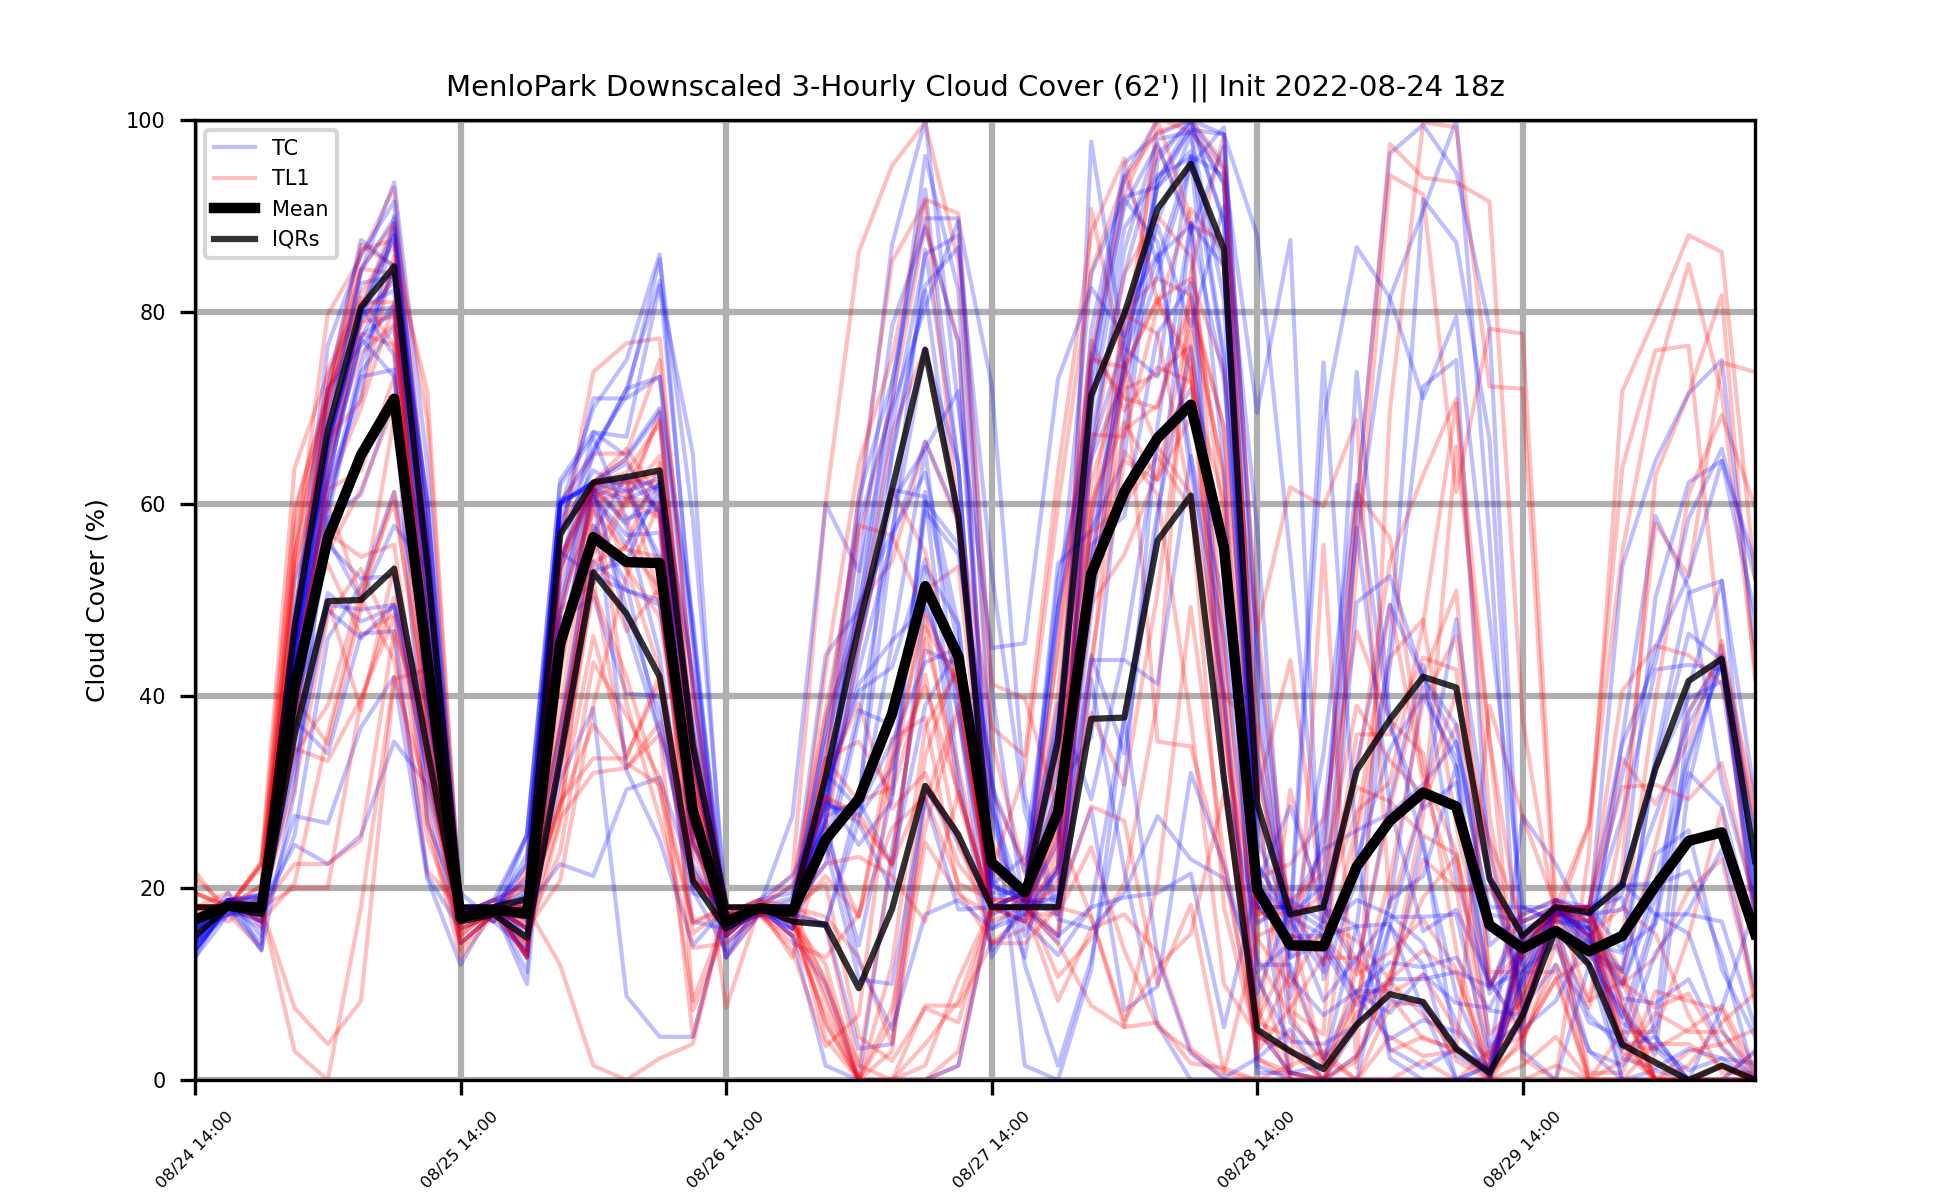 MenloPark Downscaled 3-Hourly Cloud Cover (62') || Init 2022-08-24 18z
100
80
60
40
20
0
Cloud Cover (%)
TC
TL1
Mean
IQRs
08/24 14:00
08/25 14:00
08/26 14:00
08/27 14:00
08/28 14:00
08/29 14:00